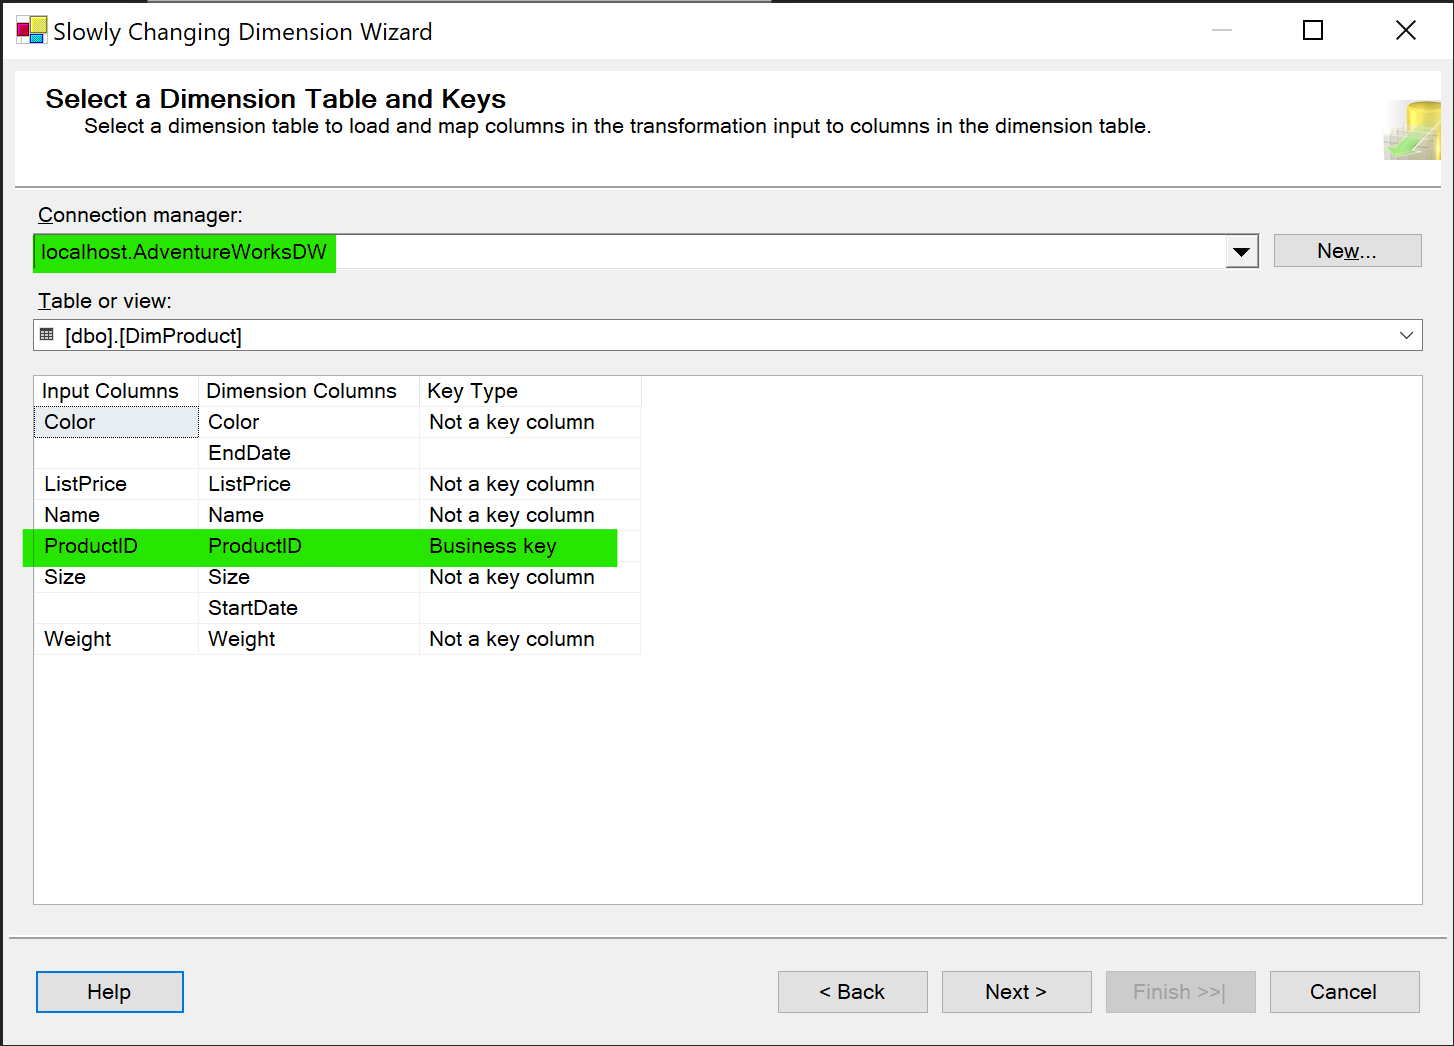 Slowly Changing Dimension Wizard
Select a Dimension Table and Keys
Select a dimension table to load and map columns in the transformation input to columns in the dimension table.
Connection manager:
localhost.AdventureWorksDW
New...
Table or view:
[dbo].[DimProduct]
Input Columns Dimension Columns Key Type
Color Color Not a key column
EndDate
ListPrice ListPrice Not a key column
Name Name Not a key column
ProductID ProductID Business key
Size Size Not a key column
StartDate
Weight Weight Not a key column
Help < Back Next > Finish >>| Cancel